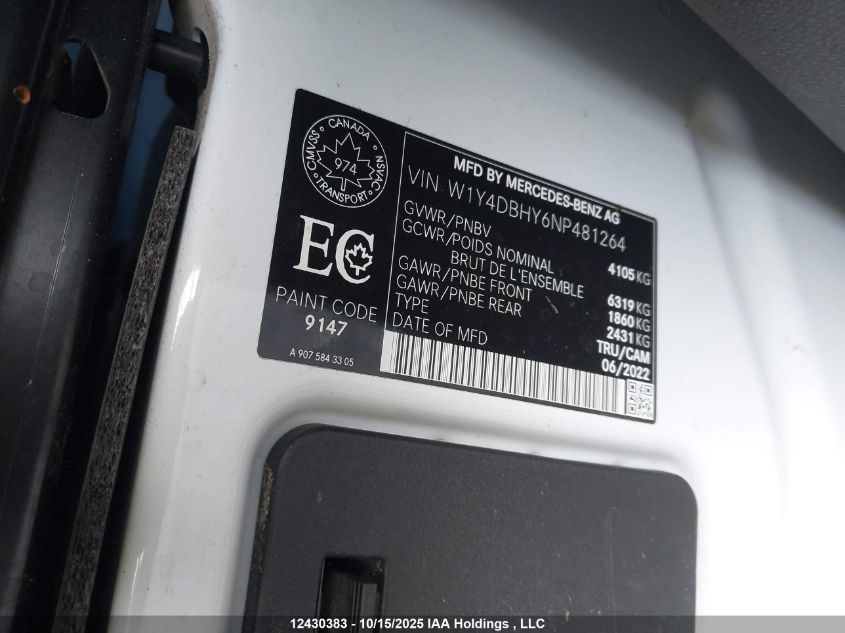 CANADA
CMVSS
974
NSVAC
TRANSPORT
EC
PAINT CODE
9147
A 907 584 33 05
MFD BY MERCEDES-BENZ AG
VIN W1Y4DBHY6NP481264
GVWR/PNBV 4105 KG
GCWR/POIDS NOMINAL
BRUT DE L'ENSEMBLE 6319 KG
GAWR/PNBE FRONT 1860 KG
GAWR/PNBE REAR 2431 KG
TYPE TRU/CAM
DATE OF MFD 06/2022
12430383 - 10/15/2025 IAA Holdings , LLC